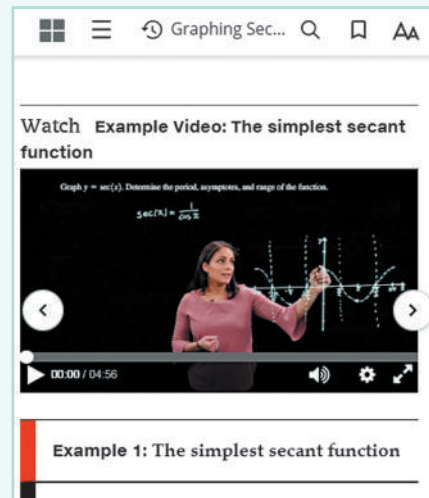 Graphing Sec...
AA
Watch Example Video: The simplest secant
function
Graph y = sec(x). Determine the period, asymptotes, and range of the function.
sec(x) = 1/cos x
00:00 / 04:56
Example 1: The simplest secant function